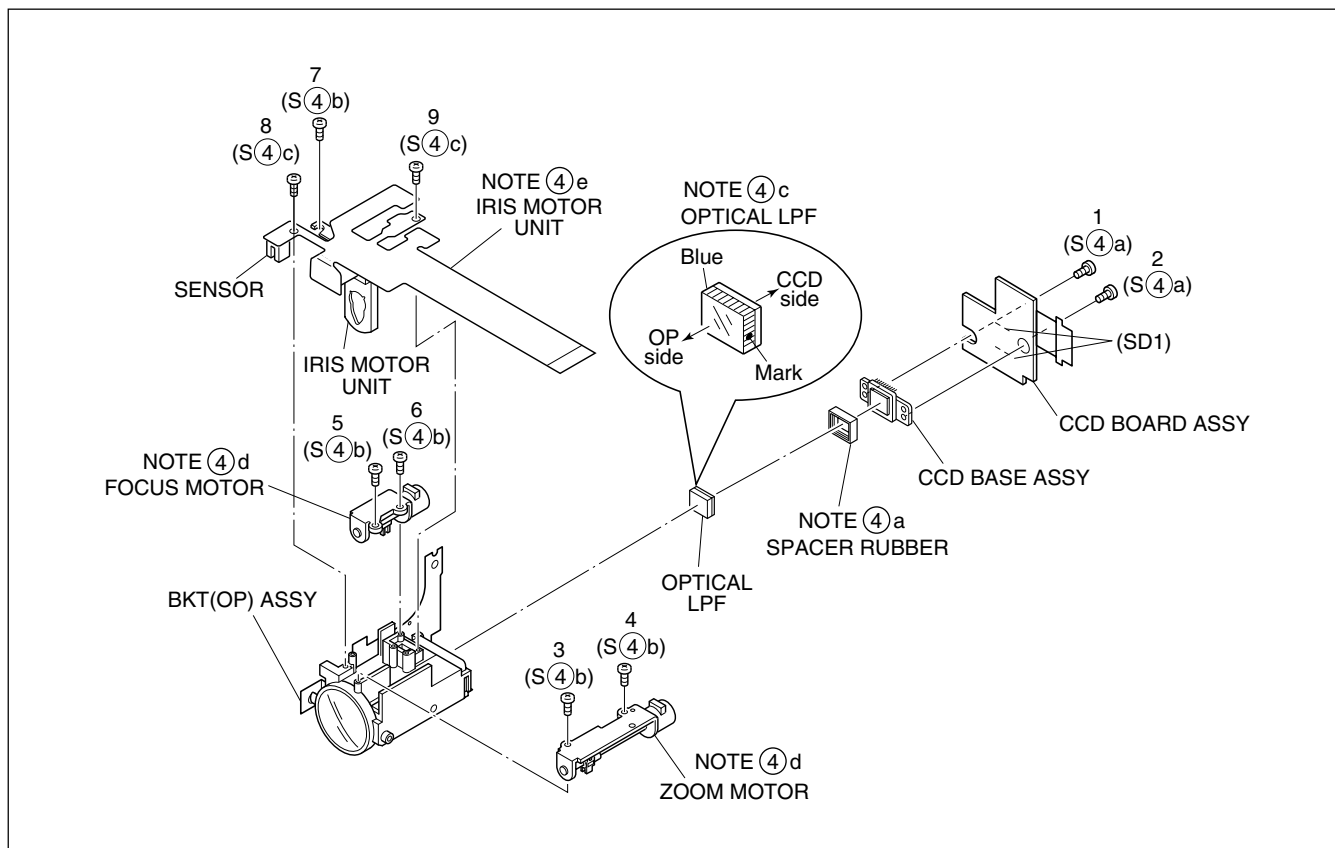 7
(S④b)
8
(S④c)
9
(S④c)
NOTE ④e
IRIS MOTOR
UNIT
SENSOR
IRIS MOTOR
UNIT
NOTE ④c
OPTICAL LPF
Blue
CCD
side
OP
side
Mark
1
(S④a)
2
(S④a)
(SD1)
CCD BOARD ASSY
CCD BASE ASSY
NOTE ④a
SPACER RUBBER
OPTICAL
LPF
5
(S④b)
6
(S④b)
NOTE ④d
FOCUS MOTOR
BKT(OP) ASSY
3
(S④b)
4
(S④b)
NOTE ④d
ZOOM MOTOR